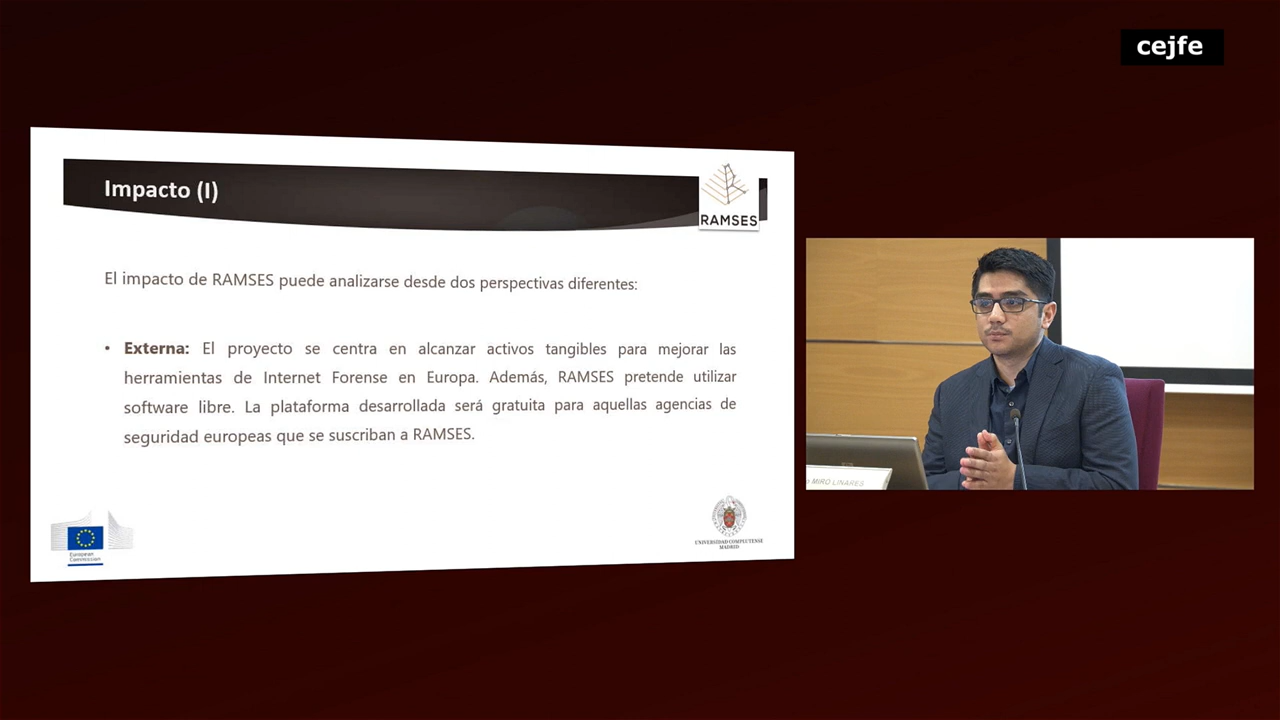 cejfe
Impacto (I)
RAMSES
El impacto de RAMSES puede analizarse desde dos perspectivas diferentes:
• Externa: El proyecto se centra en alcanzar activos tangibles para mejorar las
herramientas de Internet Forense en Europa. Además, RAMSES pretende utilizar
software libre. La plataforma desarrollada será gratuita para aquellas agencias de
seguridad europeas que se suscriban a RAMSES.
European
Commission
UNIVERSIDAD COMPLUTENSE
MADRID
MIRÓ LINARES